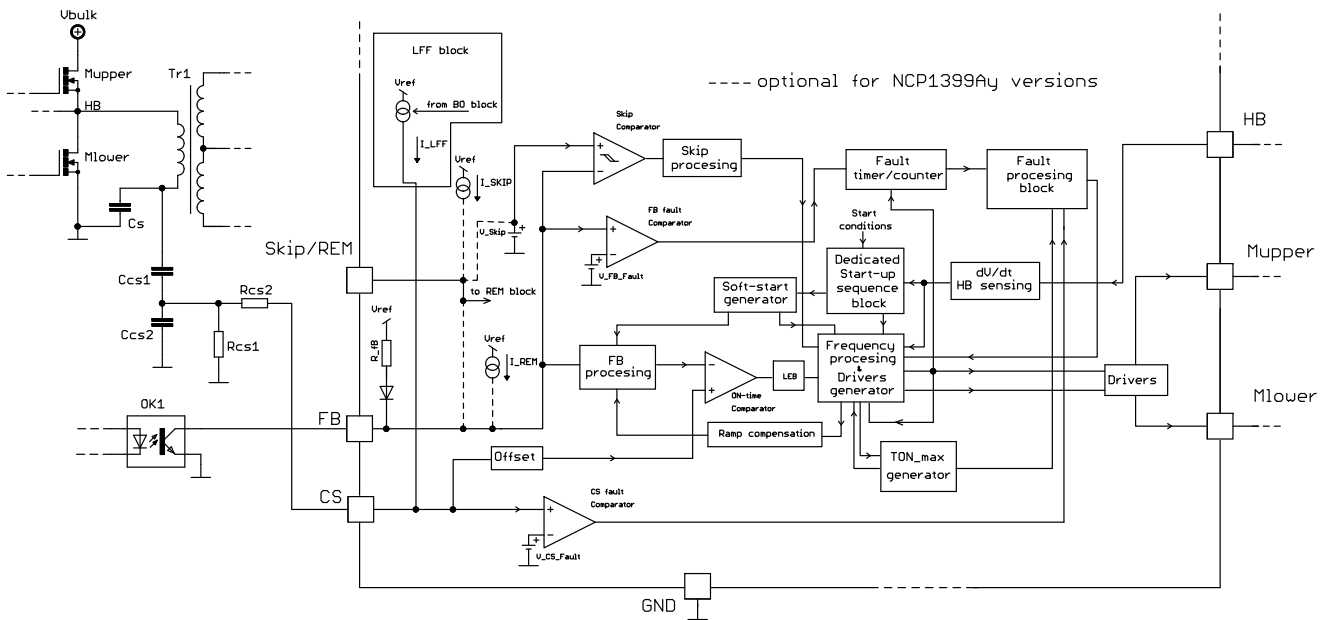 Vbulk
Mupper
HB
Mlower
Tr1
Cs
Ccs1
Rcs2
Ccs2
Rcs1
OK1
LFF block
Vref
from BO block
I_LFF
Vref
I_SKIP
---- optional for NCP1399Ay versions
Skip
Comparator
Skip
procesing
FB fault
Comparator
V_Skip
V_FB_Fault
Skip/REM
to REM block
Vref
R_fB
Vref
I_REM
FB
CS
Fault
timer/counter
Fault
procesing
block
Start
conditions
Dedicated
Start-up
sequence
block
dV/dt
HB sensing
Soft-start
generator
FB
procesing
ON-time
Comparator
LEB
Frequency
procesing
&
Drivers
generator
Ramp compensation
TON_max
generator
Offset
CS fault
Comparator
V_CS_Fault
Drivers
HB
Mupper
Mlower
GND